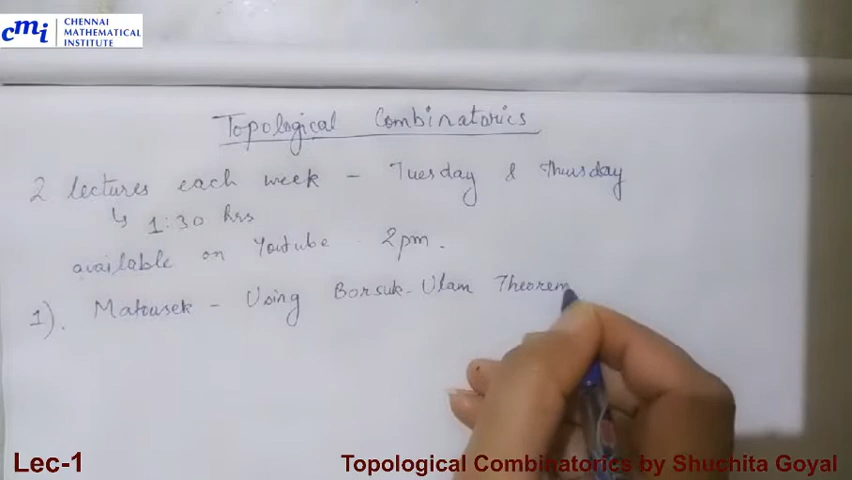 cmi CHENNAI
MATHEMATICAL
INSTITUTE
Topological Combinatorics
2 lectures each week - Tuesday & Thursday
↳ 1:30 hrs
available on Youtube 2pm.
1). Matousek - Using Borsuk-Ulam Theorem
Lec-1
Topological Combinatorics by Shuchita Goyal